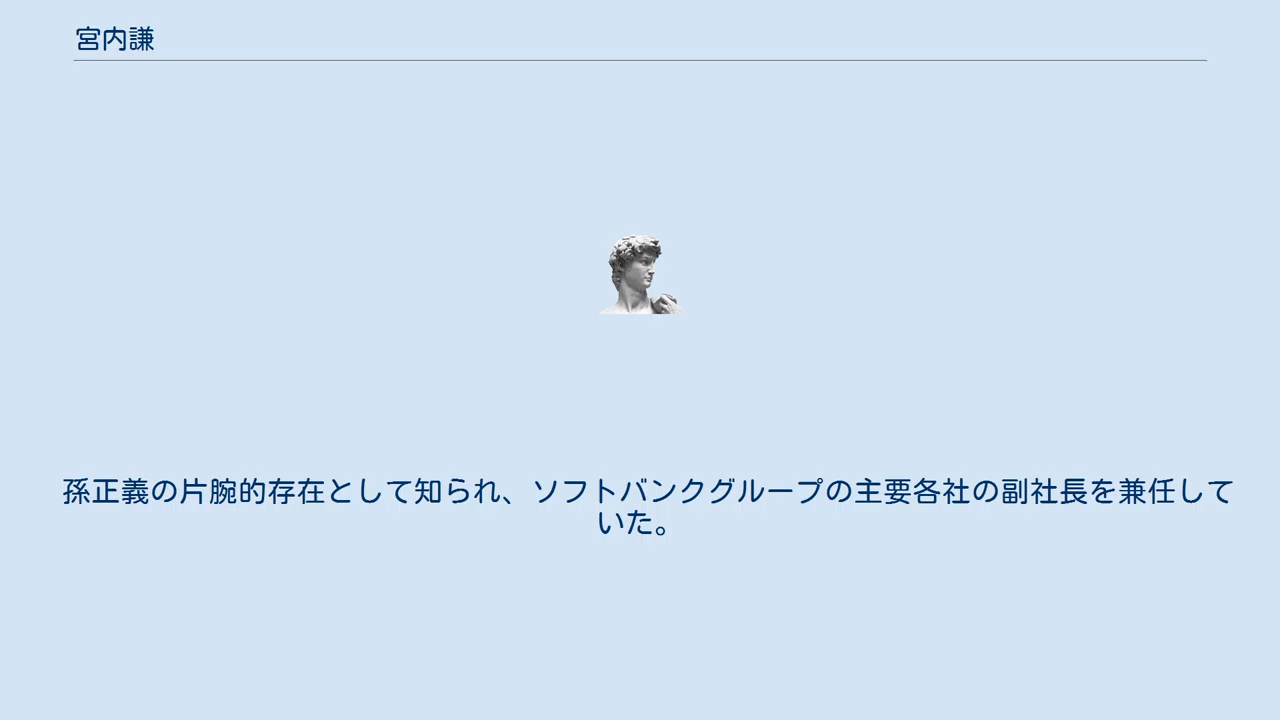 宮内謙
孫正義の片腕的存在として知られ、ソフトバンクグループの主要各社の副社長を兼任して
いた。